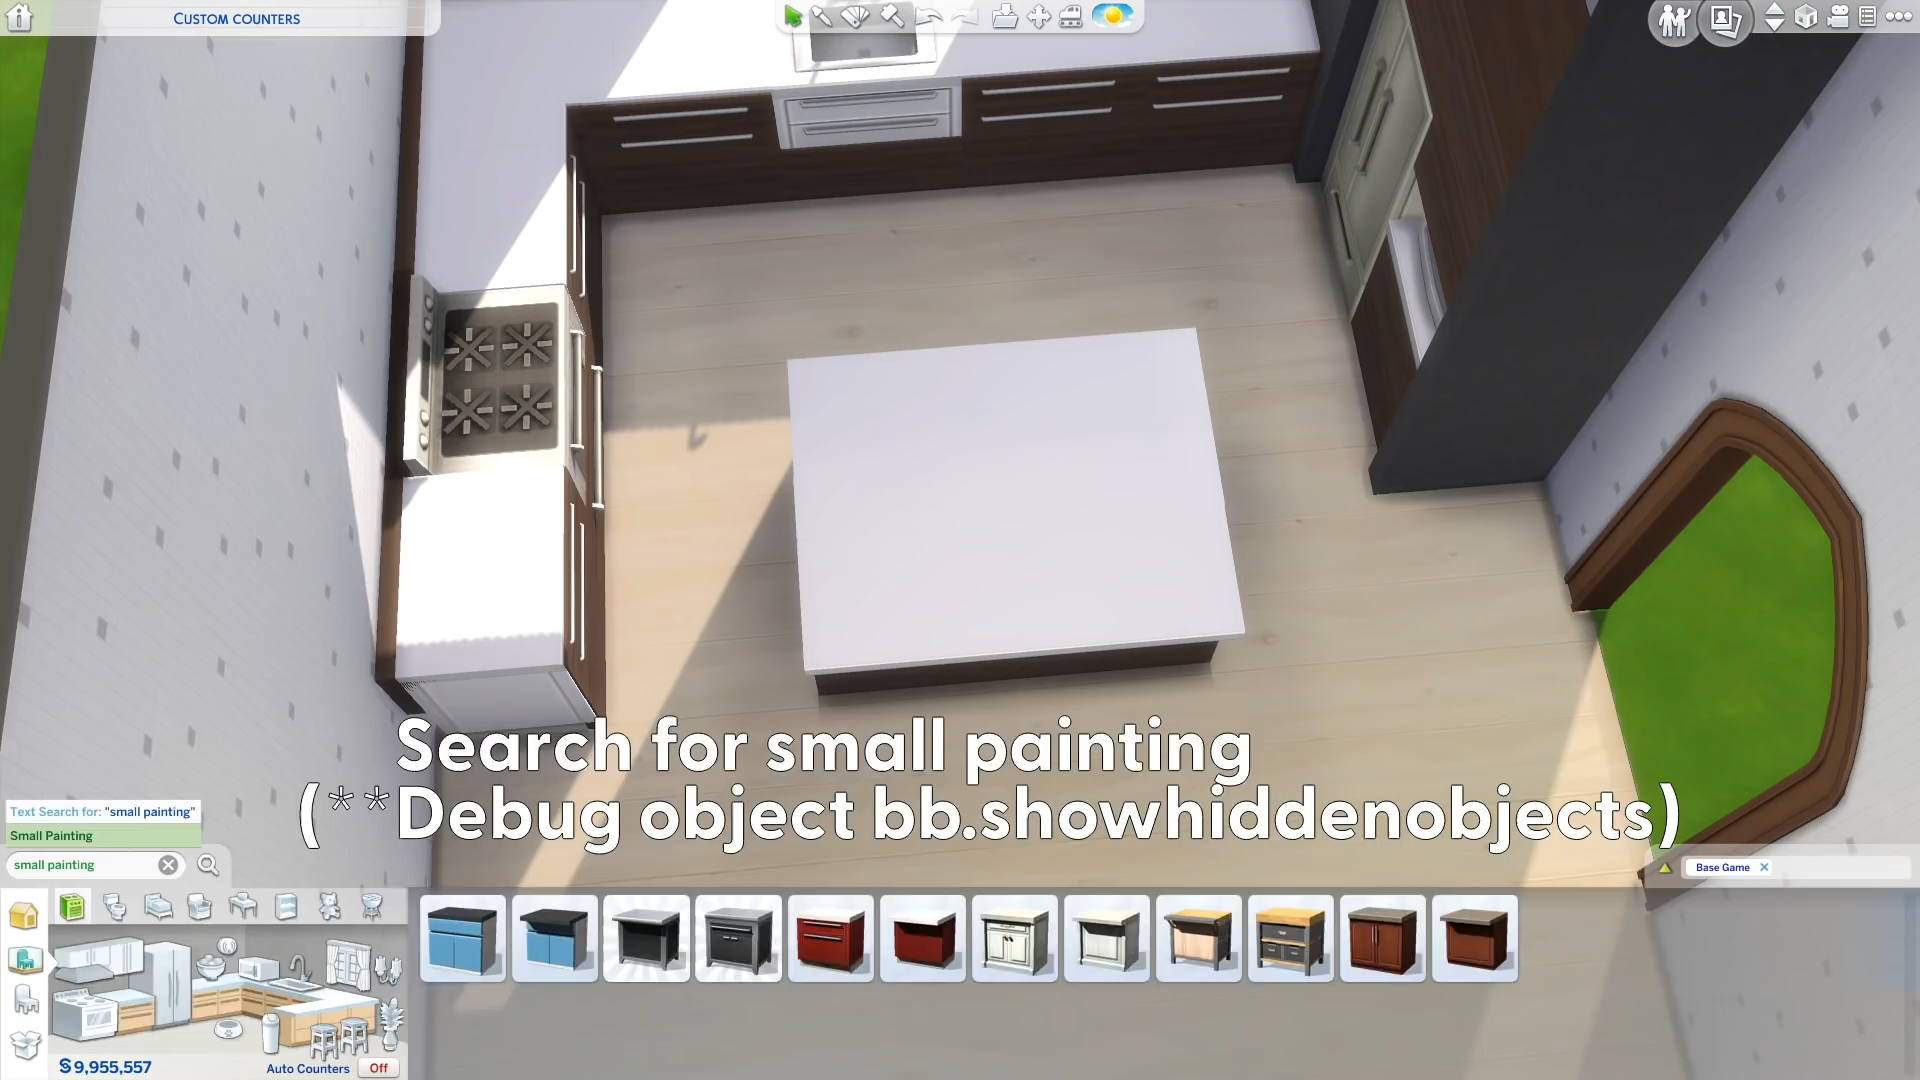 Custom counters
Search for small painting
(**Debug object bb.showhiddenobjects)
Text Search for: "small painting"
Small Painting
small painting
Base Game
§9,955,557
Auto Counters Off